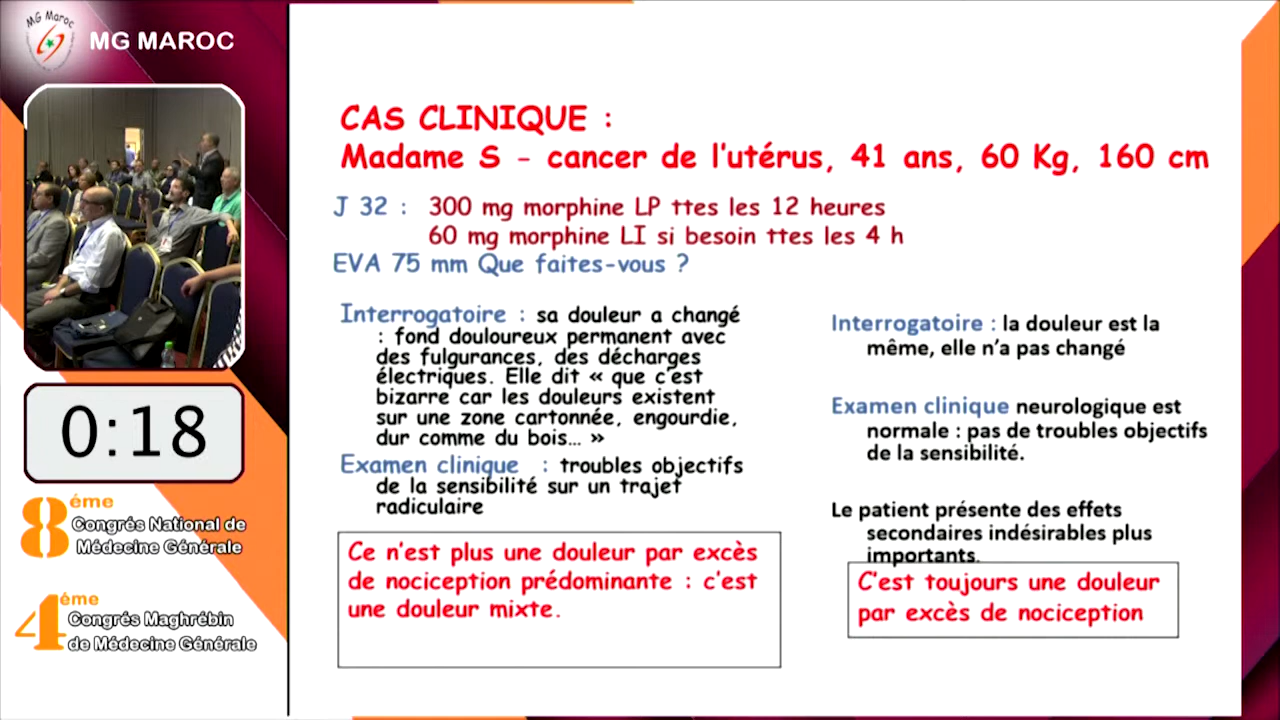 MG Maroc
MG MAROC
CAS CLINIQUE :
Madame S - cancer de l'utérus, 41 ans, 60 Kg, 160 cm
J 32 : 300 mg morphine LP ttes les 12 heures
60 mg morphine LI si besoin ttes les 4 h
EVA 75 mm Que faites-vous ?
Interrogatoire : sa douleur a changé
: fond douloureux permanent avec
des fulgurances, des décharges
électriques. Elle dit « que c'est
bizarre car les douleurs existent
sur une zone cartonnée, engourdie,
dur comme du bois… »
Examen clinique : troubles objectifs
de la sensibilité sur un trajet
radiculaire
Ce n'est plus une douleur par excès
de nociception prédominante : c'est
une douleur mixte.
Interrogatoire : la douleur est la
même, elle n'a pas changé
Examen clinique neurologique est
normale : pas de troubles objectifs
de la sensibilité.
Le patient présente des effets
secondaires indésirables plus
importants.
C'est toujours une douleur
par excès de nociception
0:18
8éme
Congrés National de
Médecine Générale
4éme
Congrés Maghrébin
de Médecine Générale